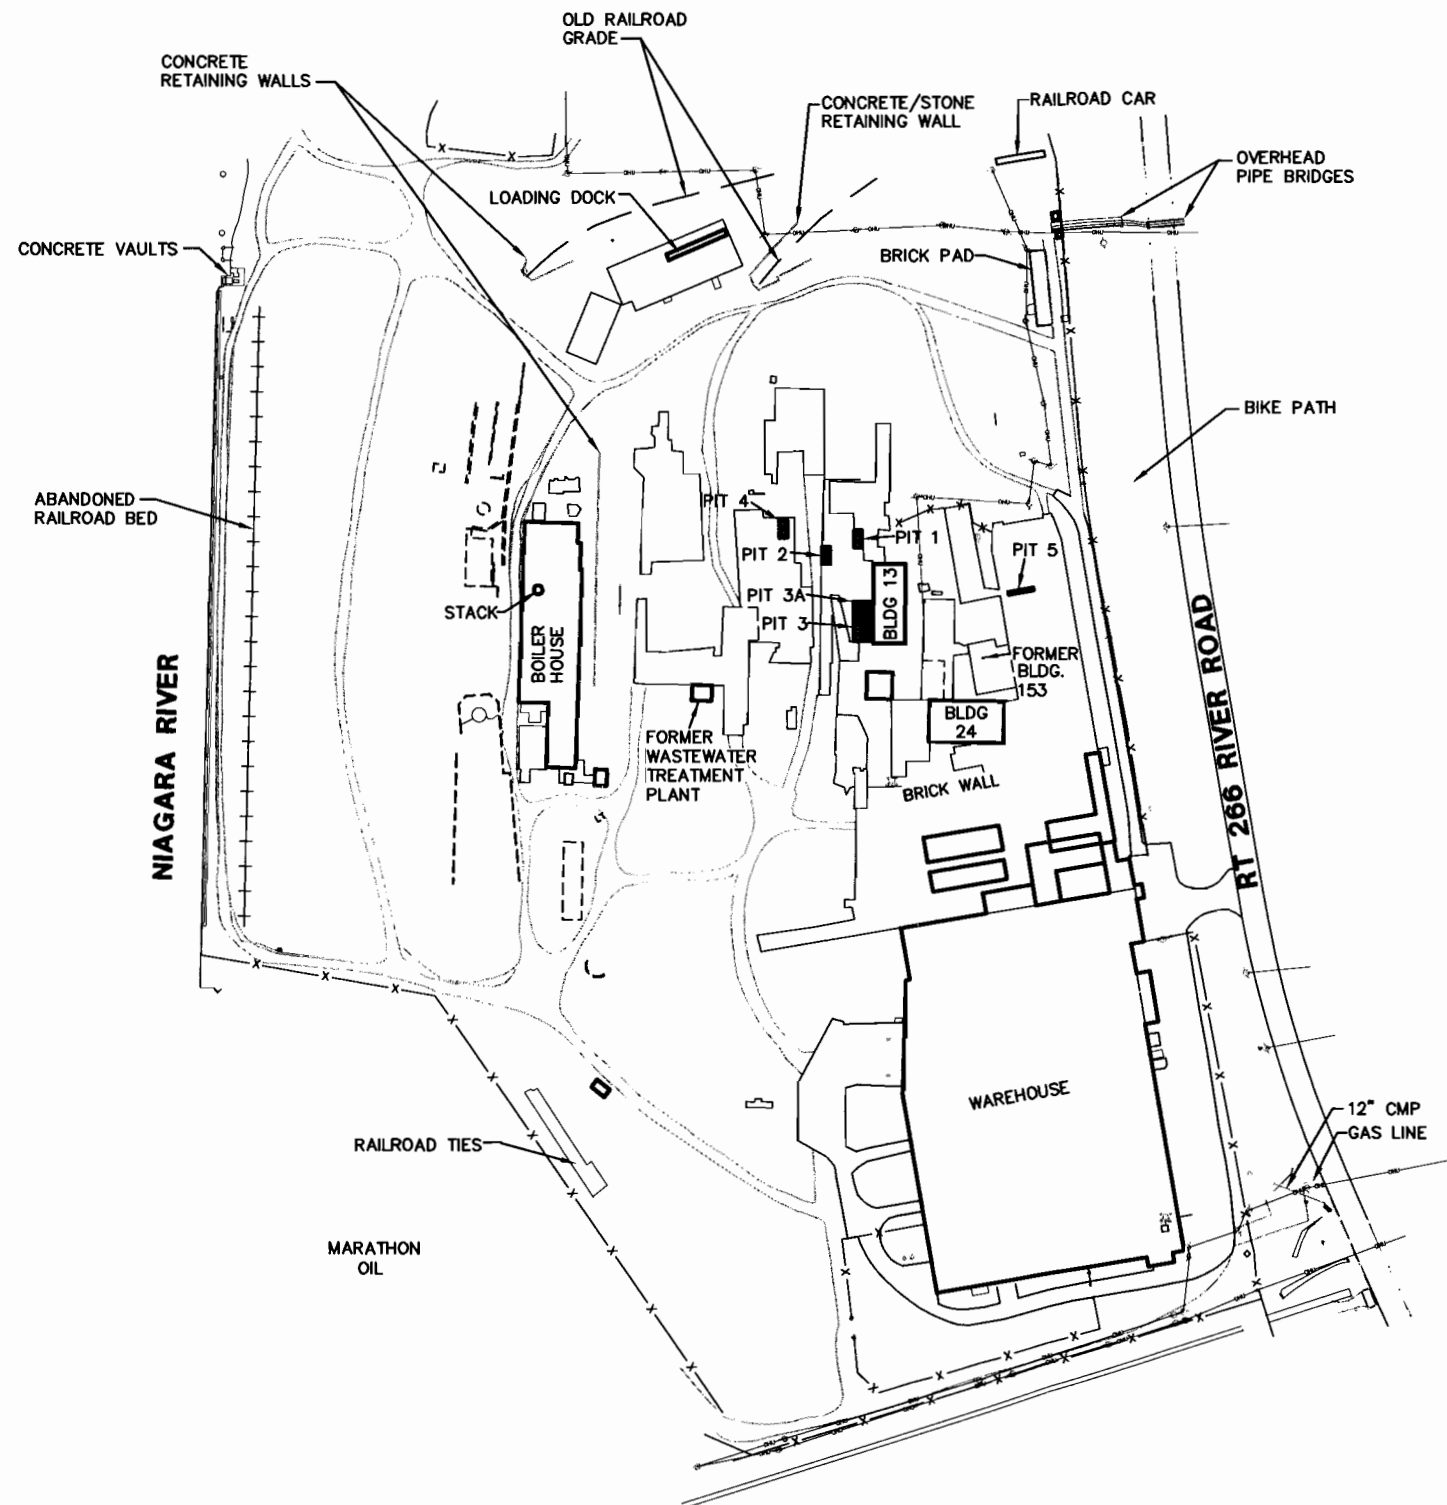 OLD RAILROAD
GRADE
CONCRETE
RETAINING WALLS
CONCRETE/STONE
RETAINING WALL
RAILROAD CAR
OVERHEAD
PIPE BRIDGES
LOADING DOCK
CONCRETE VAULTS
BRICK PAD
BIKE PATH
ABANDONED
RAILROAD BED
PIT 4
PIT 1
PIT 2
PIT 5
PIT 3A
PIT 3
BLDG 13
STACK
BOILER
HOUSE
FORMER
BLDG.
153
NIAGARA RIVER
RT 266 RIVER ROAD
BLDG
24
FORMER
WASTEWATER
TREATMENT
PLANT
BRICK WALL
WAREHOUSE
12" CMP
GAS LINE
RAILROAD TIES
MARATHON
OIL